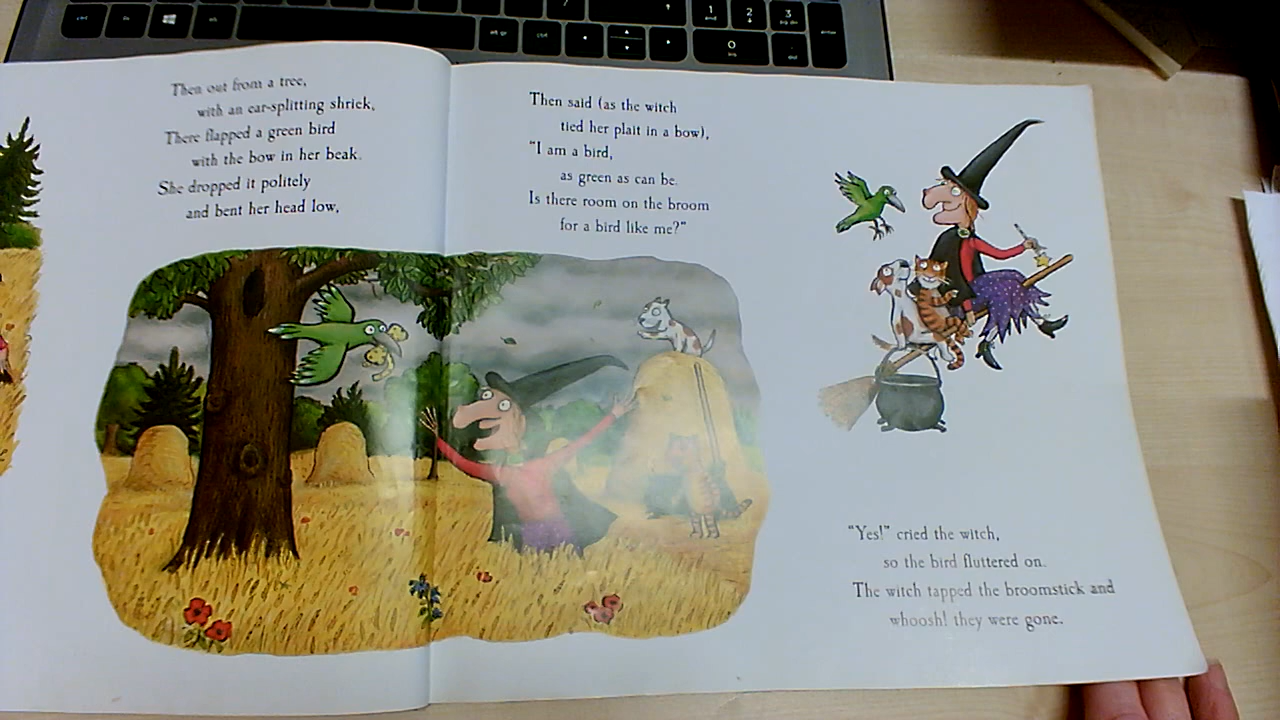 Then out from a tree,
with an ear-splitting shriek,
There flapped a green bird
with the bow in her beak.
She dropped it politely
and bent her head low,
Then said (as the witch
tied her plait in a bow),
"I am a bird,
as green as can be.
Is there room on the broom
for a bird like me?"
"Yes!" cried the witch,
so the bird fluttered on.
The witch tapped the broomstick and
whoosh! they were gone.